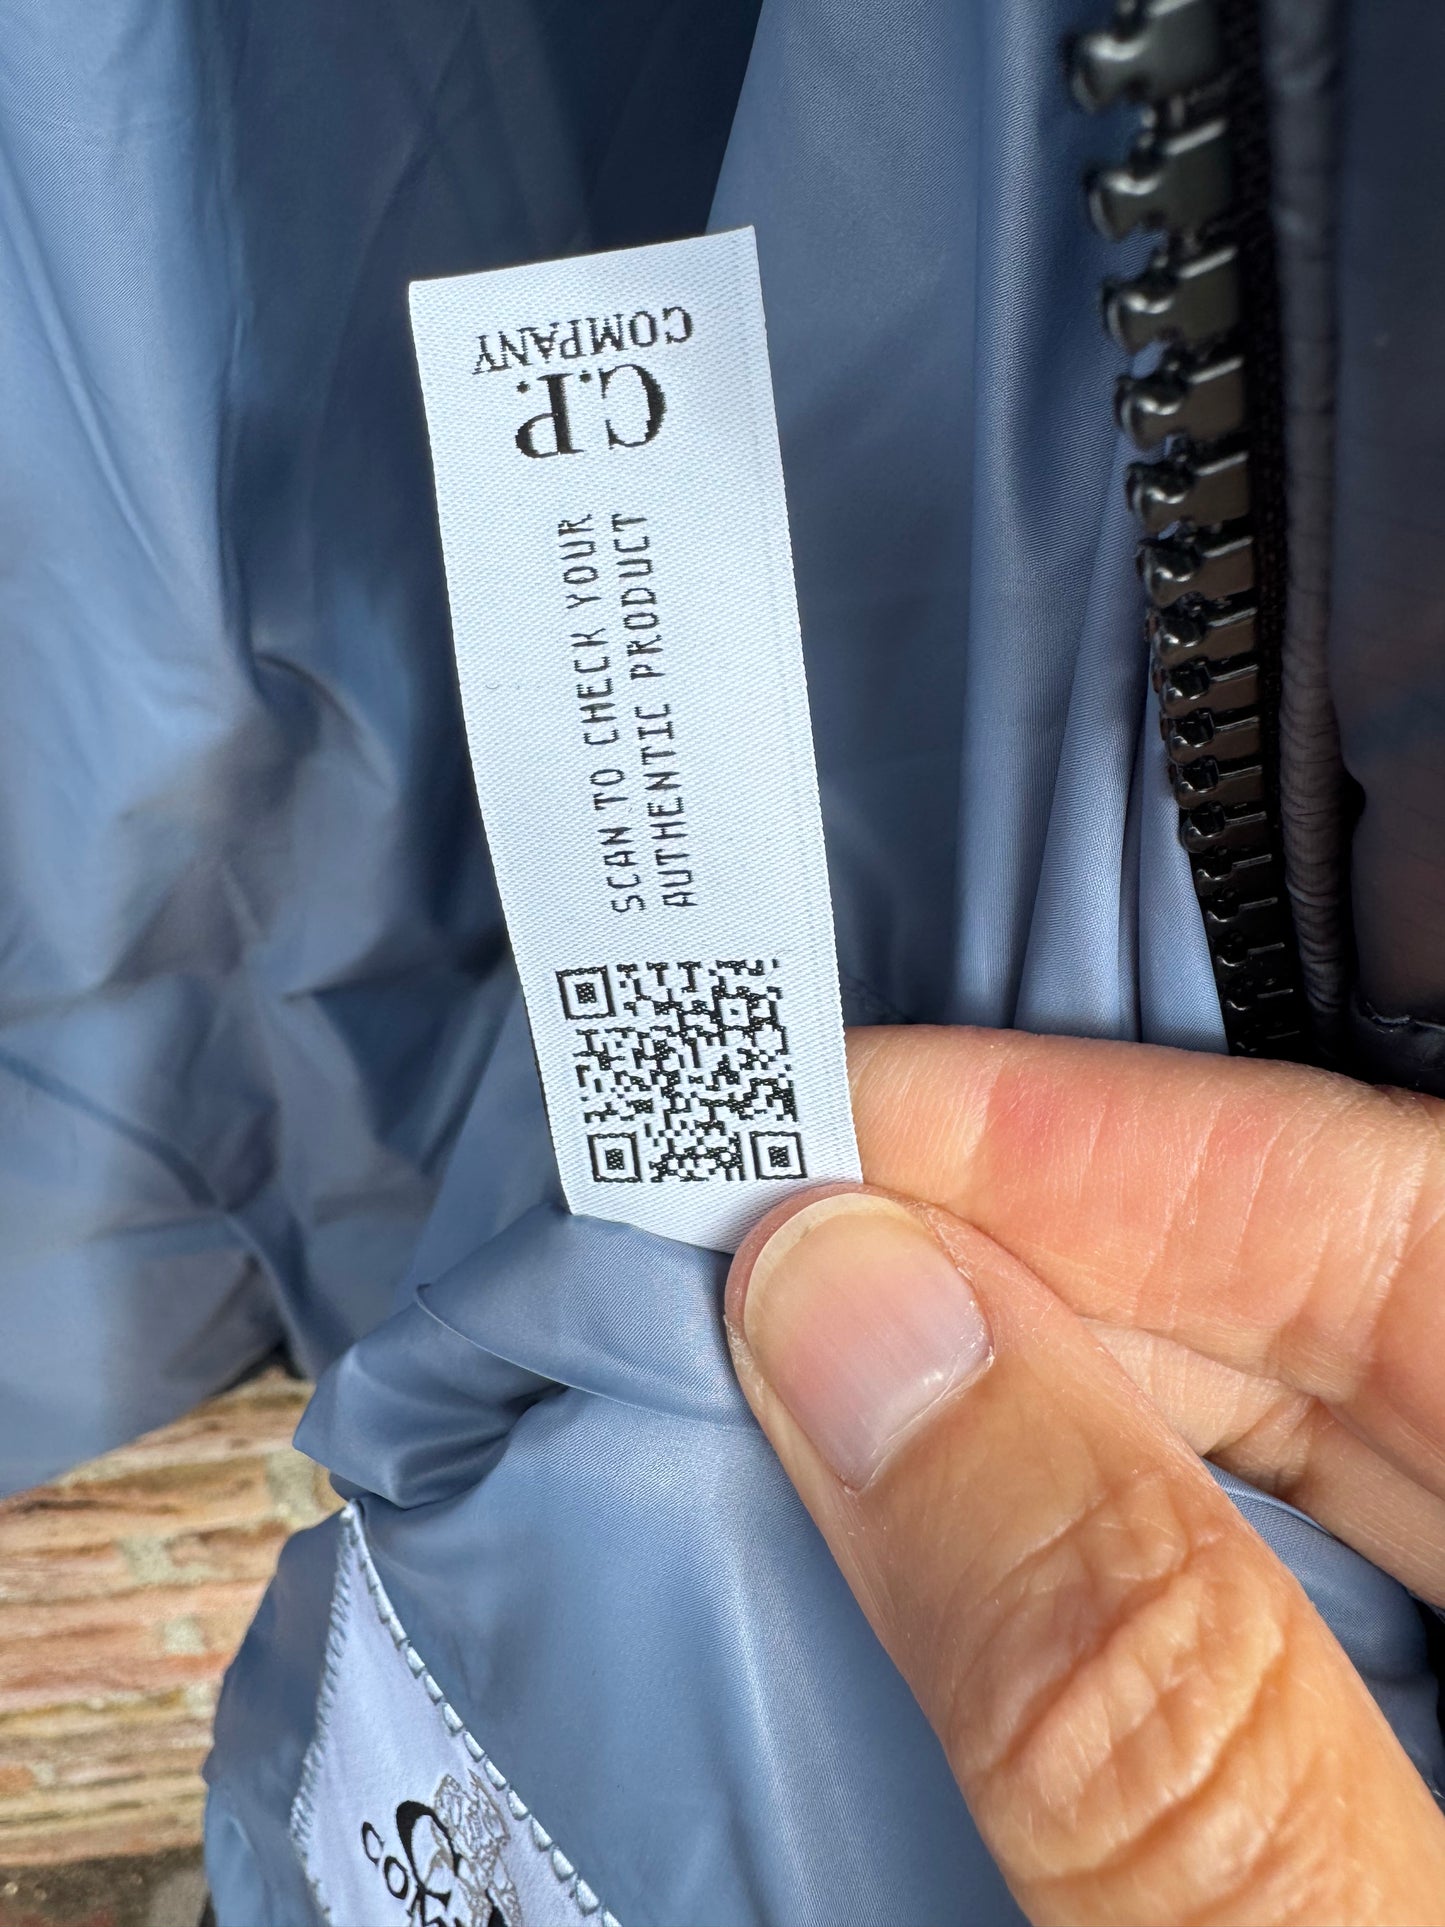 C.P.
COMPANY
SCAN TO CHECK YOUR
AUTHENTIC PRODUCT